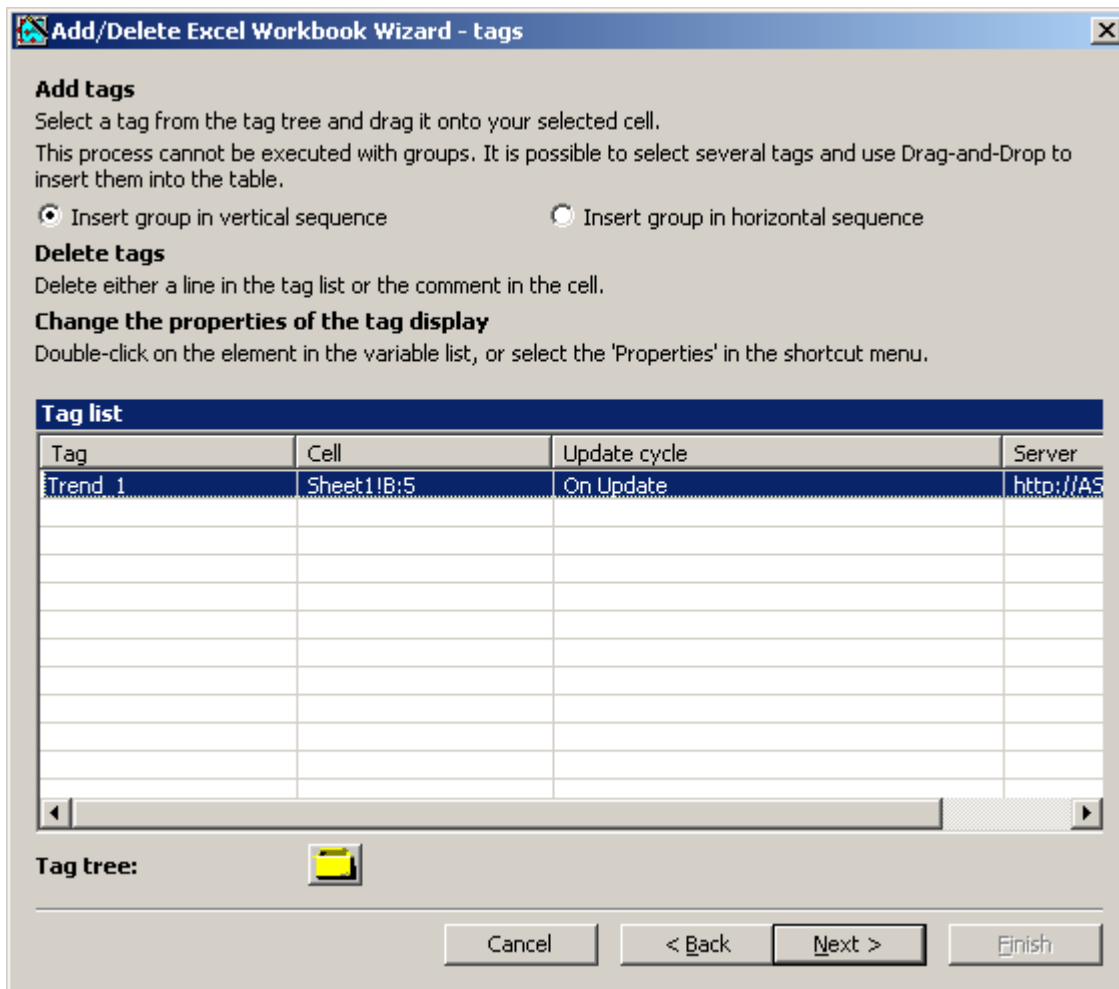 Add/Delete Excel Workbook Wizard - tags
Add tags
Select a tag from the tag tree and drag it onto your selected cell.
This process cannot be executed with groups. It is possible to select several tags and use Drag-and-Drop to
insert them into the table.
Insert group in vertical sequence Insert group in horizontal sequence
Delete tags
Delete either a line in the tag list or the comment in the cell.
Change the properties of the tag display
Double-click on the element in the variable list, or select the 'Properties' in the shortcut menu.
Tag list
Tag Cell Update cycle Server
Trend_1 Sheet1!B:5 On Update http://AS
Tag tree:
Cancel < Back Next > Finish